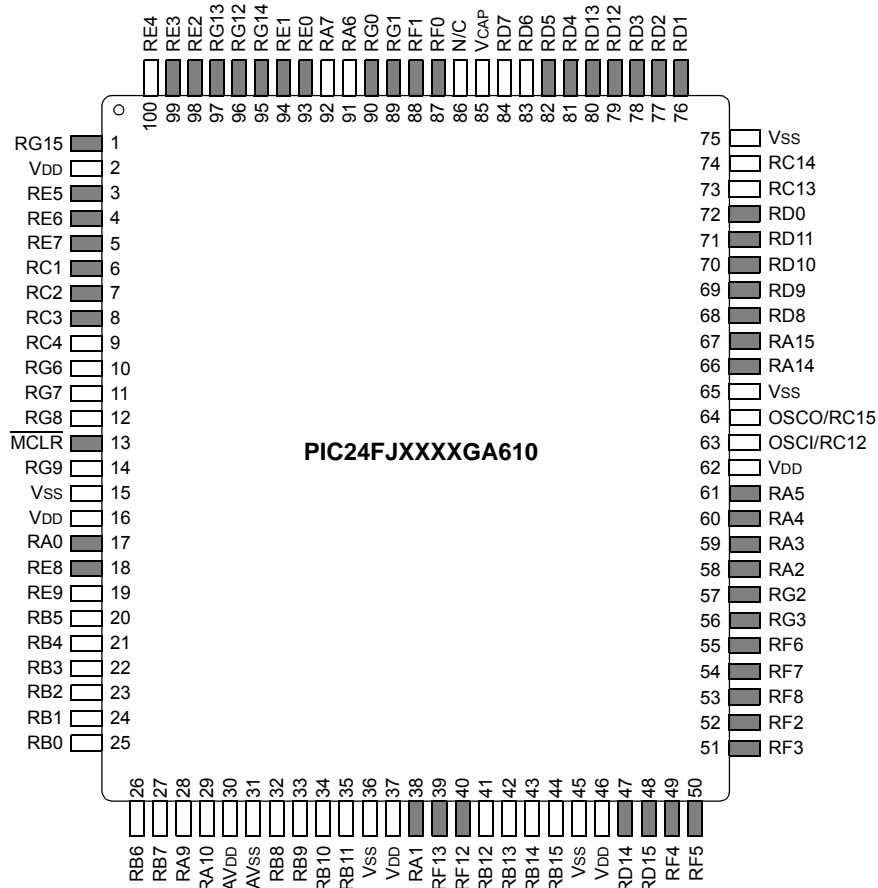 RE4 RE3 RE2 RG13 RG12 RG14 RE1 RE0 RA7 RA6 RG0 RG1 RF1 RF0 N/C VCAP RD7 RD6 RD5 RD4 RD13 RD12 RD3 RD2 RD1
100 99 98 97 96 95 94 93 92 91 90 89 88 87 86 85 84 83 82 81 80 79 78 77 76
RG15 1
VDD 2
RE5 3
RE6 4
RE7 5
RC1 6
RC2 7
RC3 8
RC4 9
RG6 10
RG7 11
RG8 12
MCLR 13
RG9 14
VSS 15
VDD 16
RA0 17
RE8 18
RE9 19
RB5 20
RB4 21
RB3 22
RB2 23
RB1 24
RB0 25
PIC24FJXXXXGA610
75 VSS
74 RC14
73 RC13
72 RD0
71 RD11
70 RD10
69 RD9
68 RD8
67 RA15
66 RA14
65 VSS
64 OSCO/RC15
63 OSCI/RC12
62 VDD
61 RA5
60 RA4
59 RA3
58 RA2
57 RG2
56 RG3
55 RF6
54 RF7
53 RF8
52 RF2
51 RF3
26 27 28 29 30 31 32 33 34 35 36 37 38 39 40 41 42 43 44 45 46 47 48 49 50
RB6 RB7 RA9 RA10 AVDD AVSS RB8 RB9 RB10 RB11 VSS VDD RA1 RF13 RF12 RB12 RB13 RB14 RB15 VSS VDD RD14 RD15 RF4 RF5